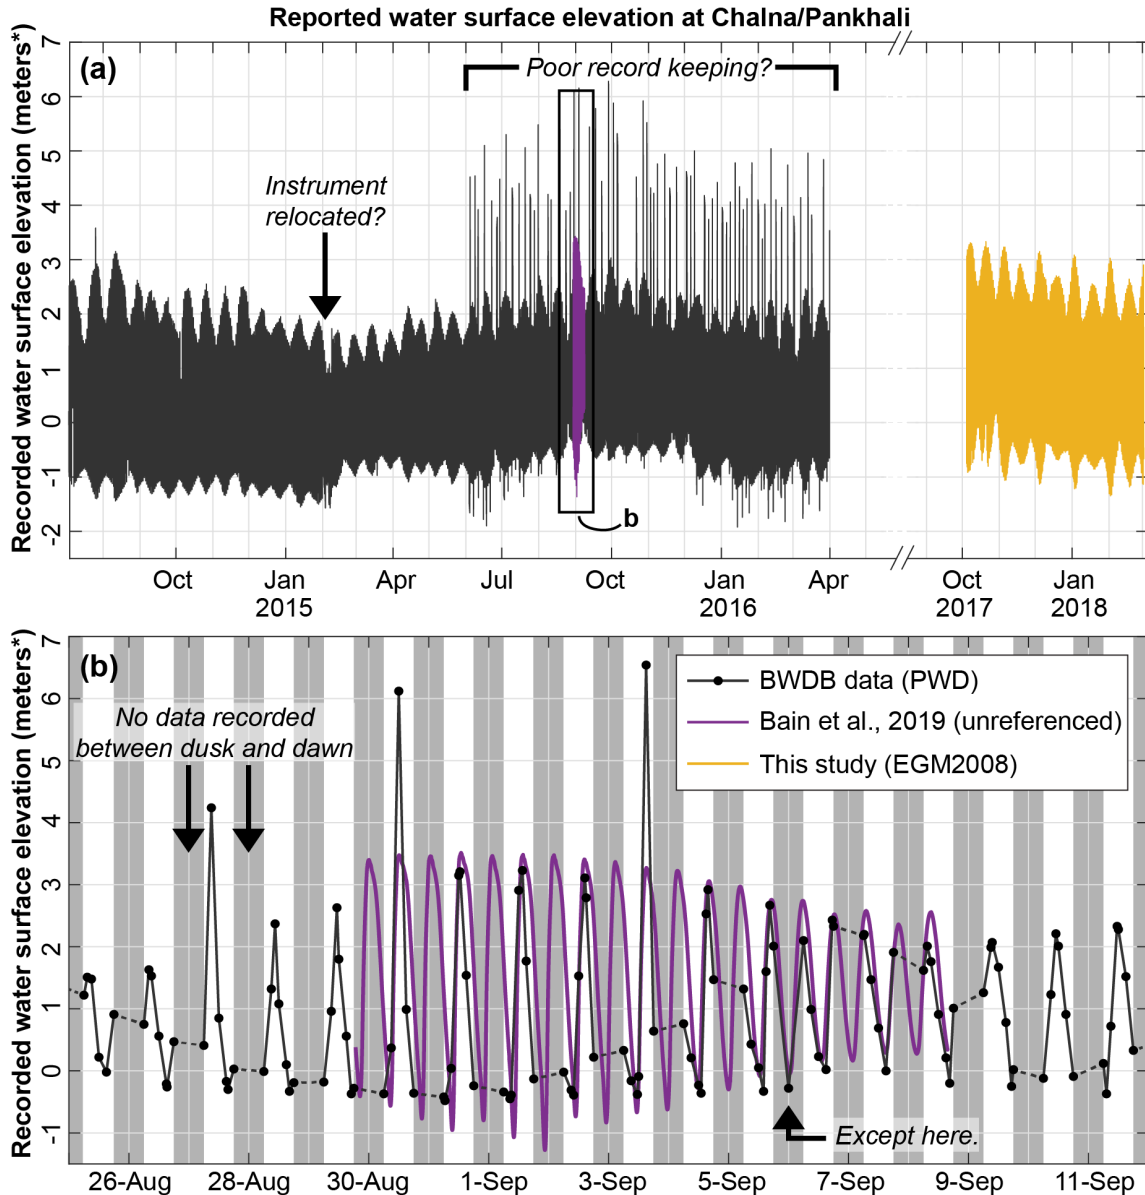 Reported water surface elevation at Chalna/Pankhali
Recorded water surface elevation (meters*)
7
6
5
4
3
2
1
0
-1
-2
(a)
Poor record keeping?
Instrument
relocated?
b
Oct
Jan
2015
Apr
Jul
Oct
Jan
2016
Apr
Oct
2017
Jan
2018
Recorded water surface elevation (meters*)
7
6
5
4
3
2
1
0
-1
(b)
No data recorded
between dusk and dawn
BWDB data (PWD)
Bain et al., 2019 (unreferenced)
This study (EGM2008)
Except here.
26-Aug
28-Aug
30-Aug
1-Sep
3-Sep
5-Sep
7-Sep
9-Sep
11-Sep